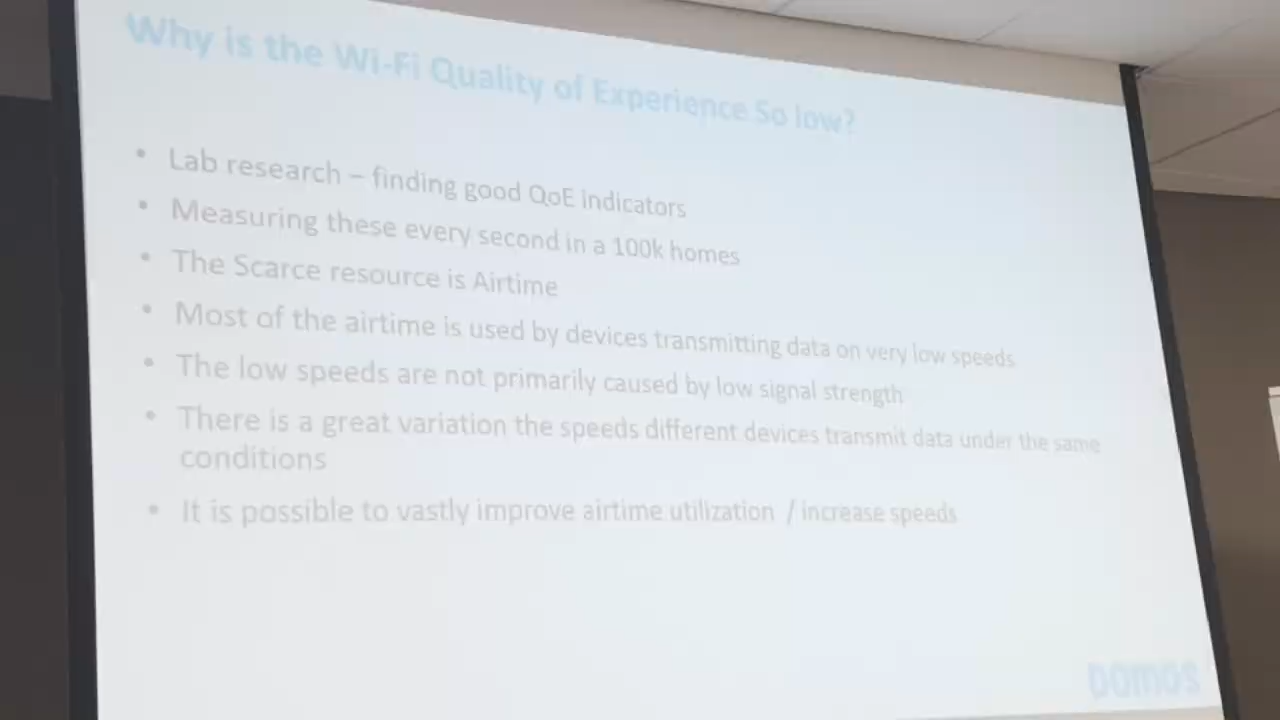 Why is the Wi-Fi Quality of Experience So low?
• Lab research – finding good QoE indicators
• Measuring these every second in a 100k homes
• The Scarce resource is Airtime
• Most of the airtime is used by devices transmitting data on very low speeds
• The low speeds are not primarily caused by low signal strength
• There is a great variation the speeds different devices transmit data under the same
conditions
• It is possible to vastly improve airtime utilization / increase speeds
DOMOS